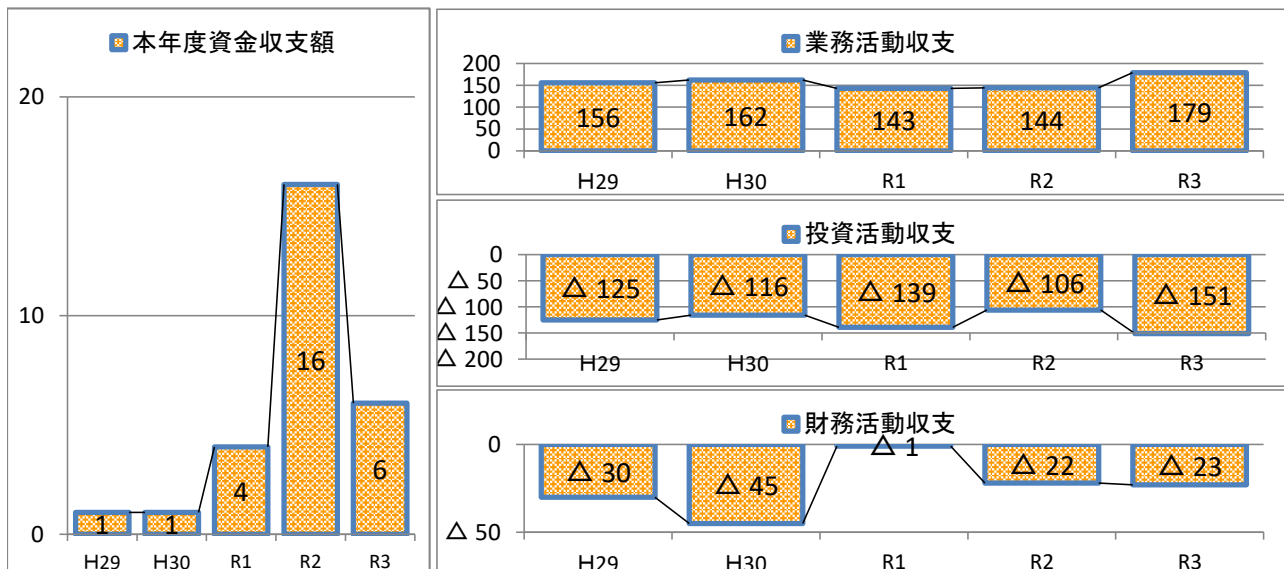 本年度資金収支額
20
10
0
1
1
4
16
6
H29
H30
R1
R2
R3
業務活動収支
200
150
100
50
0
156
162
143
144
179
H29
H30
R1
R2
R3
投資活動収支
0
△ 50
△ 100
△ 150
△ 200
△ 125
△ 116
△ 139
△ 106
△ 151
H29
H30
R1
R2
R3
財務活動収支
0
△ 50
△ 30
△ 45
△ 1
△ 22
△ 23
H29
H30
R1
R2
R3